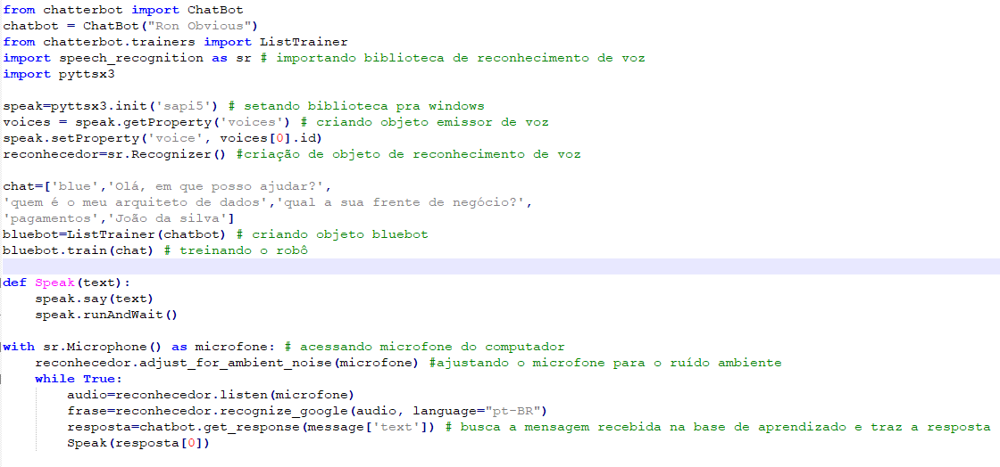 from chatterbot import ChatBot
chatbot = ChatBot("Ron Obvious")
from chatterbot.trainers import ListTrainer
import speech_recognition as sr # importando biblioteca de reconhecimento de voz
import pyttsx3

speak=pyttsx3.init('sapi5') # setando biblioteca pra windows
voices = speak.getProperty('voices') # criando objeto emissor de voz
speak.setProperty('voice', voices[0].id)
reconhecedor=sr.Recognizer() #criação de objeto de reconhecimento de voz

chat=['blue','Olá, em que posso ajudar?',
'quem é o meu arquiteto de dados','qual a sua frente de negócio?',
'pagamentos','João da silva']
bluebot=ListTrainer(chatbot) # criando objeto bluebot
bluebot.train(chat) # treinando o robô

def Speak(text):
    speak.say(text)
    speak.runAndWait()

with sr.Microphone() as microfone: # acessando microfone do computador
    reconhecedor.adjust_for_ambient_noise(microfone) #ajustando o microfone para o ruído ambiente
    while True:
        audio=reconhecedor.listen(microfone)
        frase=reconhecedor.recognize_google(audio, language="pt-BR")
        resposta=chatbot.get_response(message['text']) # busca a mensagem recebida na base de aprendizado e traz a resposta
        Speak(resposta[0])